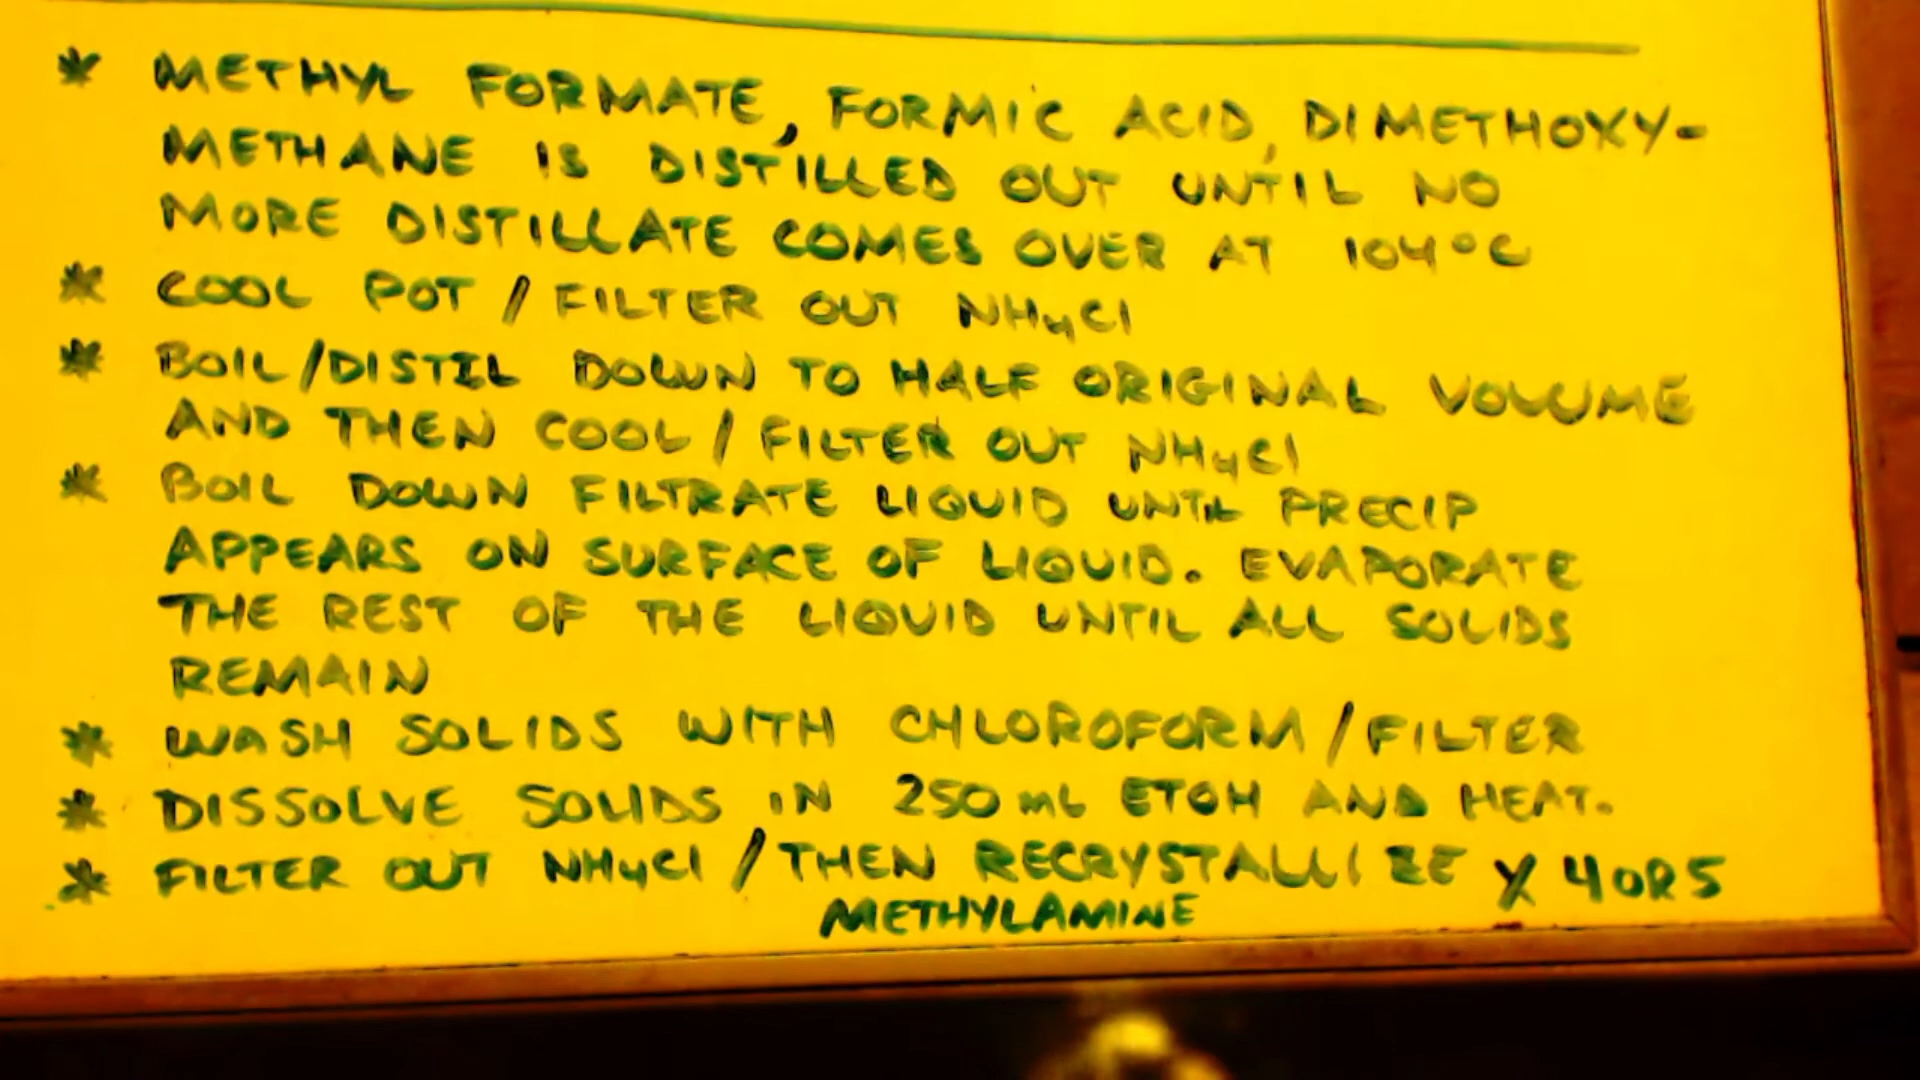 * METHYL FORMATE, FORMIC ACID, DIMETHOXY-
METHANE IS DISTILLED OUT UNTIL NO
MORE DISTILLATE COMES OVER AT 104°C
* COOL POT / FILTER OUT NH4Cl
* BOIL/DISTIL DOWN TO HALF ORIGINAL VOLUME
AND THEN COOL / FILTER OUT NH4Cl
* BOIL DOWN FILTRATE LIQUID UNTIL PRECIP
APPEARS ON SURFACE OF LIQUID. EVAPORATE
THE REST OF THE LIQUID UNTIL ALL SOLIDS
REMAIN
* WASH SOLIDS WITH CHLOROFORM / FILTER
* DISSOLVE SOLIDS IN 250 mL ETOH AND HEAT.
* FILTER OUT NH4Cl / THEN RECRYSTALLIZE X 4 OR 5
METHYLAMINE